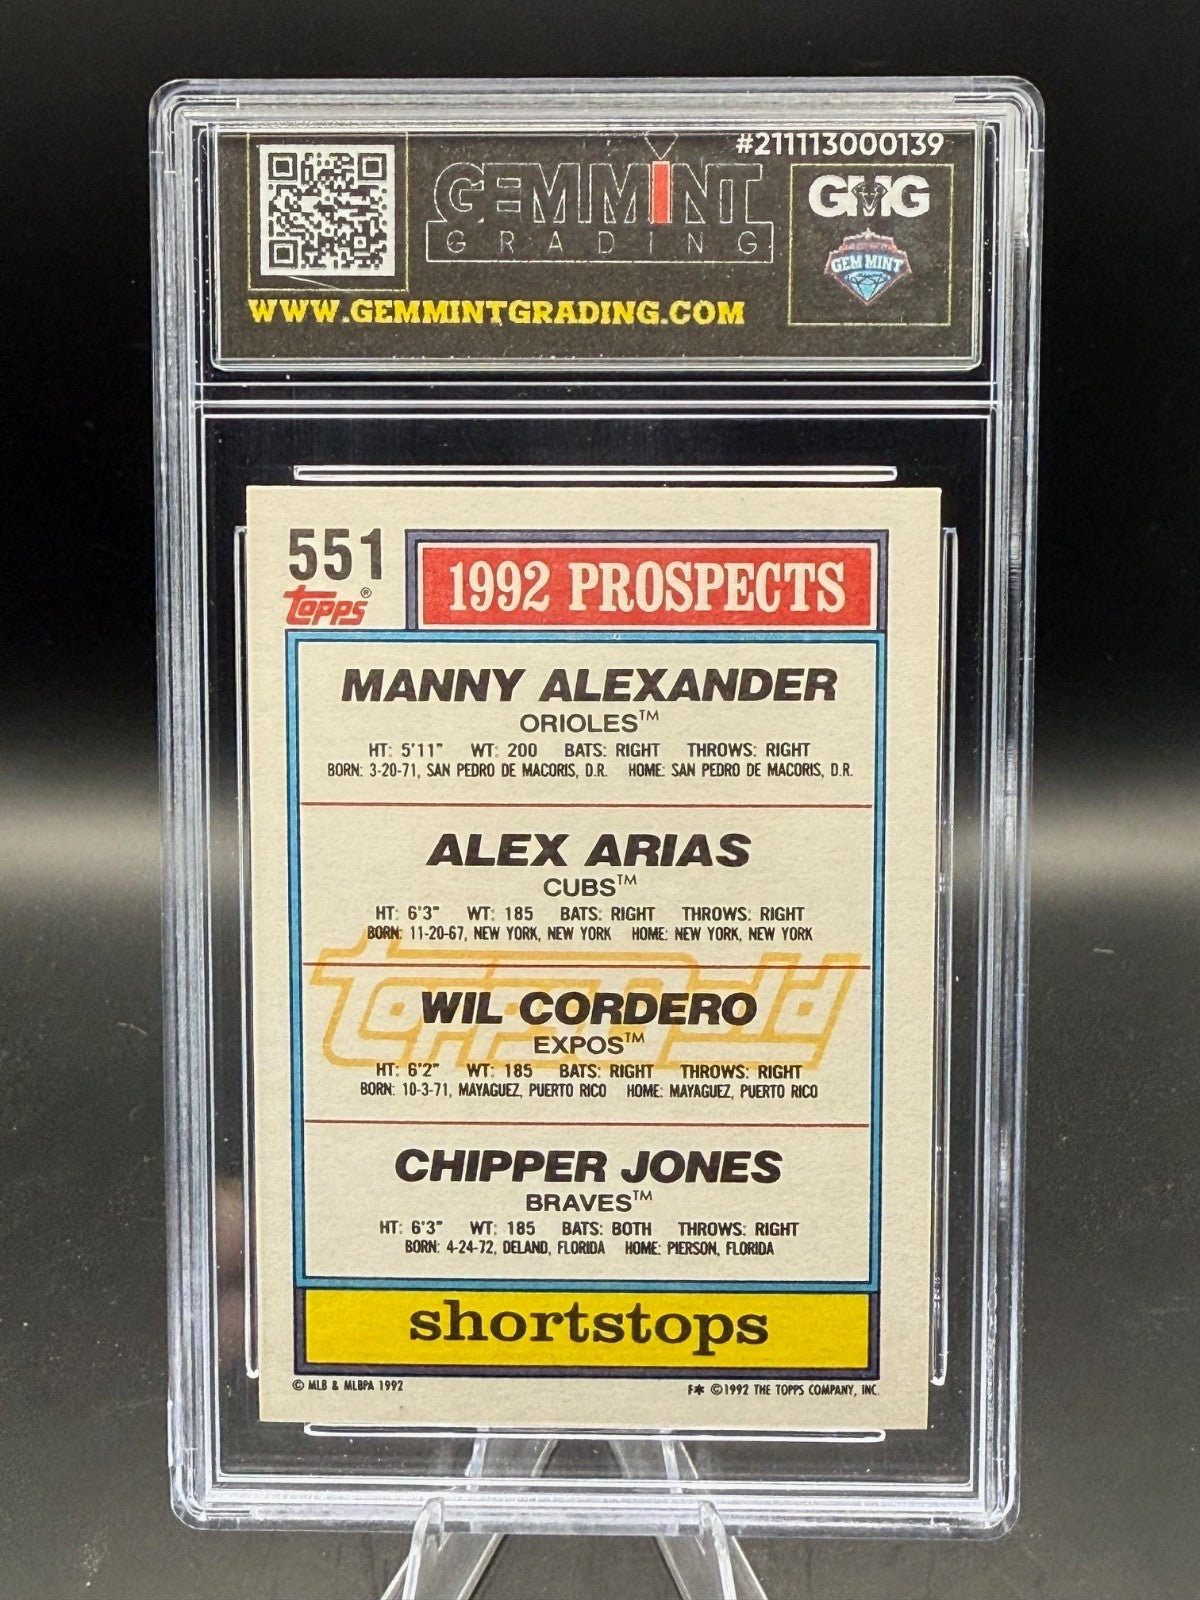 #211113000139
GEMMINT
GRADING
GMG
GEM MINT
WWW.GEMMINTGRADING.COM
551
Topps®
1992 PROSPECTS
MANNY ALEXANDER
ORIOLES™
HT: 5'11" WT: 200 BATS: RIGHT THROWS: RIGHT
BORN: 3-20-71, SAN PEDRO DE MACORIS, D.R. HOME: SAN PEDRO DE MACORIS, D.R.
ALEX ARIAS
CUBS™
HT: 6'3" WT: 185 BATS: RIGHT THROWS: RIGHT
BORN: 11-20-67, NEW YORK, NEW YORK HOME: NEW YORK, NEW YORK
ToppsGold
WIL CORDERO
EXPOS™
HT: 6'2" WT: 185 BATS: RIGHT THROWS: RIGHT
BORN: 10-3-71, MAYAGUEZ, PUERTO RICO HOME: MAYAGUEZ, PUERTO RICO
CHIPPER JONES
BRAVES™
HT: 6'3" WT: 185 BATS: BOTH THROWS: RIGHT
BORN: 4-24-72, DELAND, FLORIDA HOME: PIERSON, FLORIDA
shortstops
© MLB & MLBPA 1992
F* ©1992 THE TOPPS COMPANY, INC.